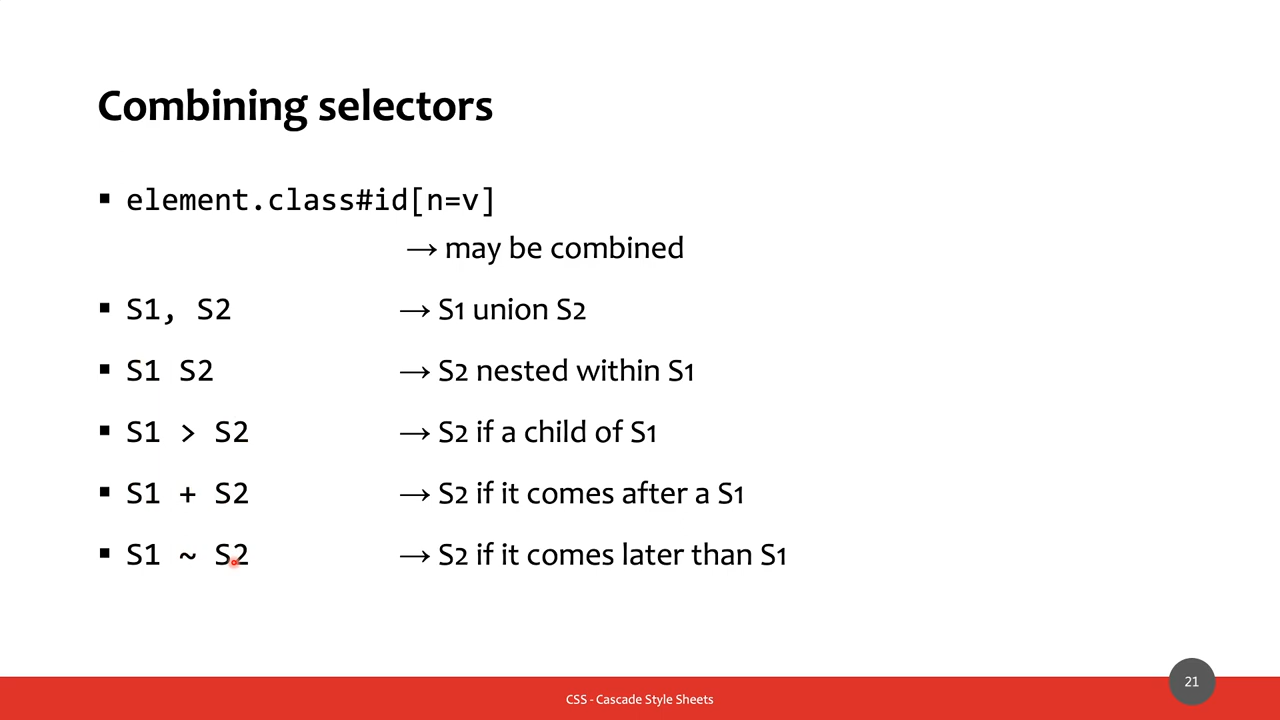 Combining selectors
▪ element.class#id[n=v]
→ may be combined
▪ S1, S2 → S1 union S2
▪ S1 S2 → S2 nested within S1
▪ S1 > S2 → S2 if a child of S1
▪ S1 + S2 → S2 if it comes after a S1
▪ S1 ~ S2 → S2 if it comes later than S1
21
CSS - Cascade Style Sheets